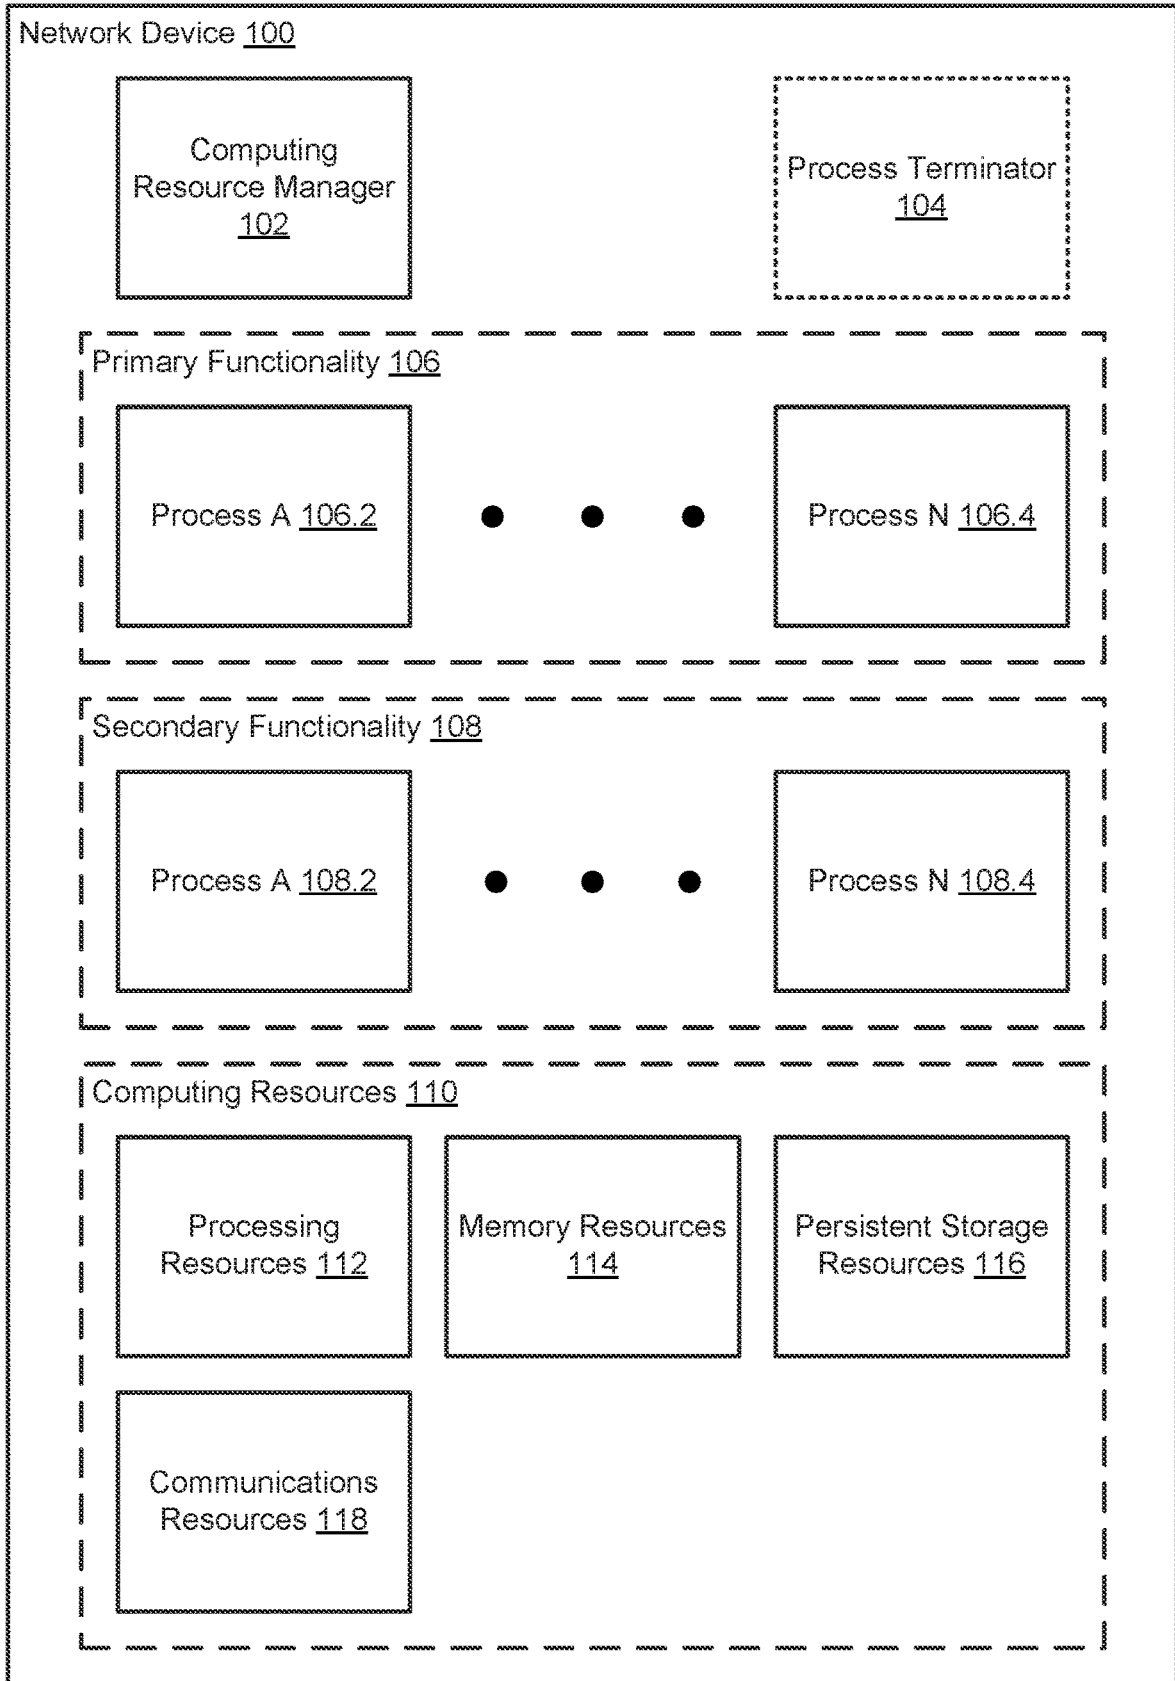 Network Device 100
Computing
Resource Manager
102
Process Terminator
104
Primary Functionality 106
Process A 106.2
Process N 106.4
Secondary Functionality 108
Process A 108.2
Process N 108.4
Computing Resources 110
Processing
Resources 112
Memory Resources
114
Persistent Storage
Resources 116
Communications
Resources 118